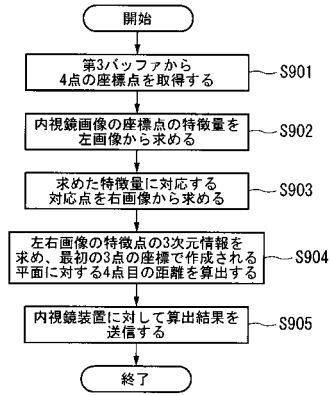 開始
第3バッファから
4点の座標点を取得する
S901
内視鏡画像の座標点の特徴量を
左画像から求める
S902
求めた特徴量に対応する
対応点を右画像から求める
S903
左右画像の特徴点の3次元情報を
求め、最初の3点の座標で作成される
平面に対する4点目の距離を算出する
S904
内視鏡装置に対して算出結果を
送信する
S905
終了